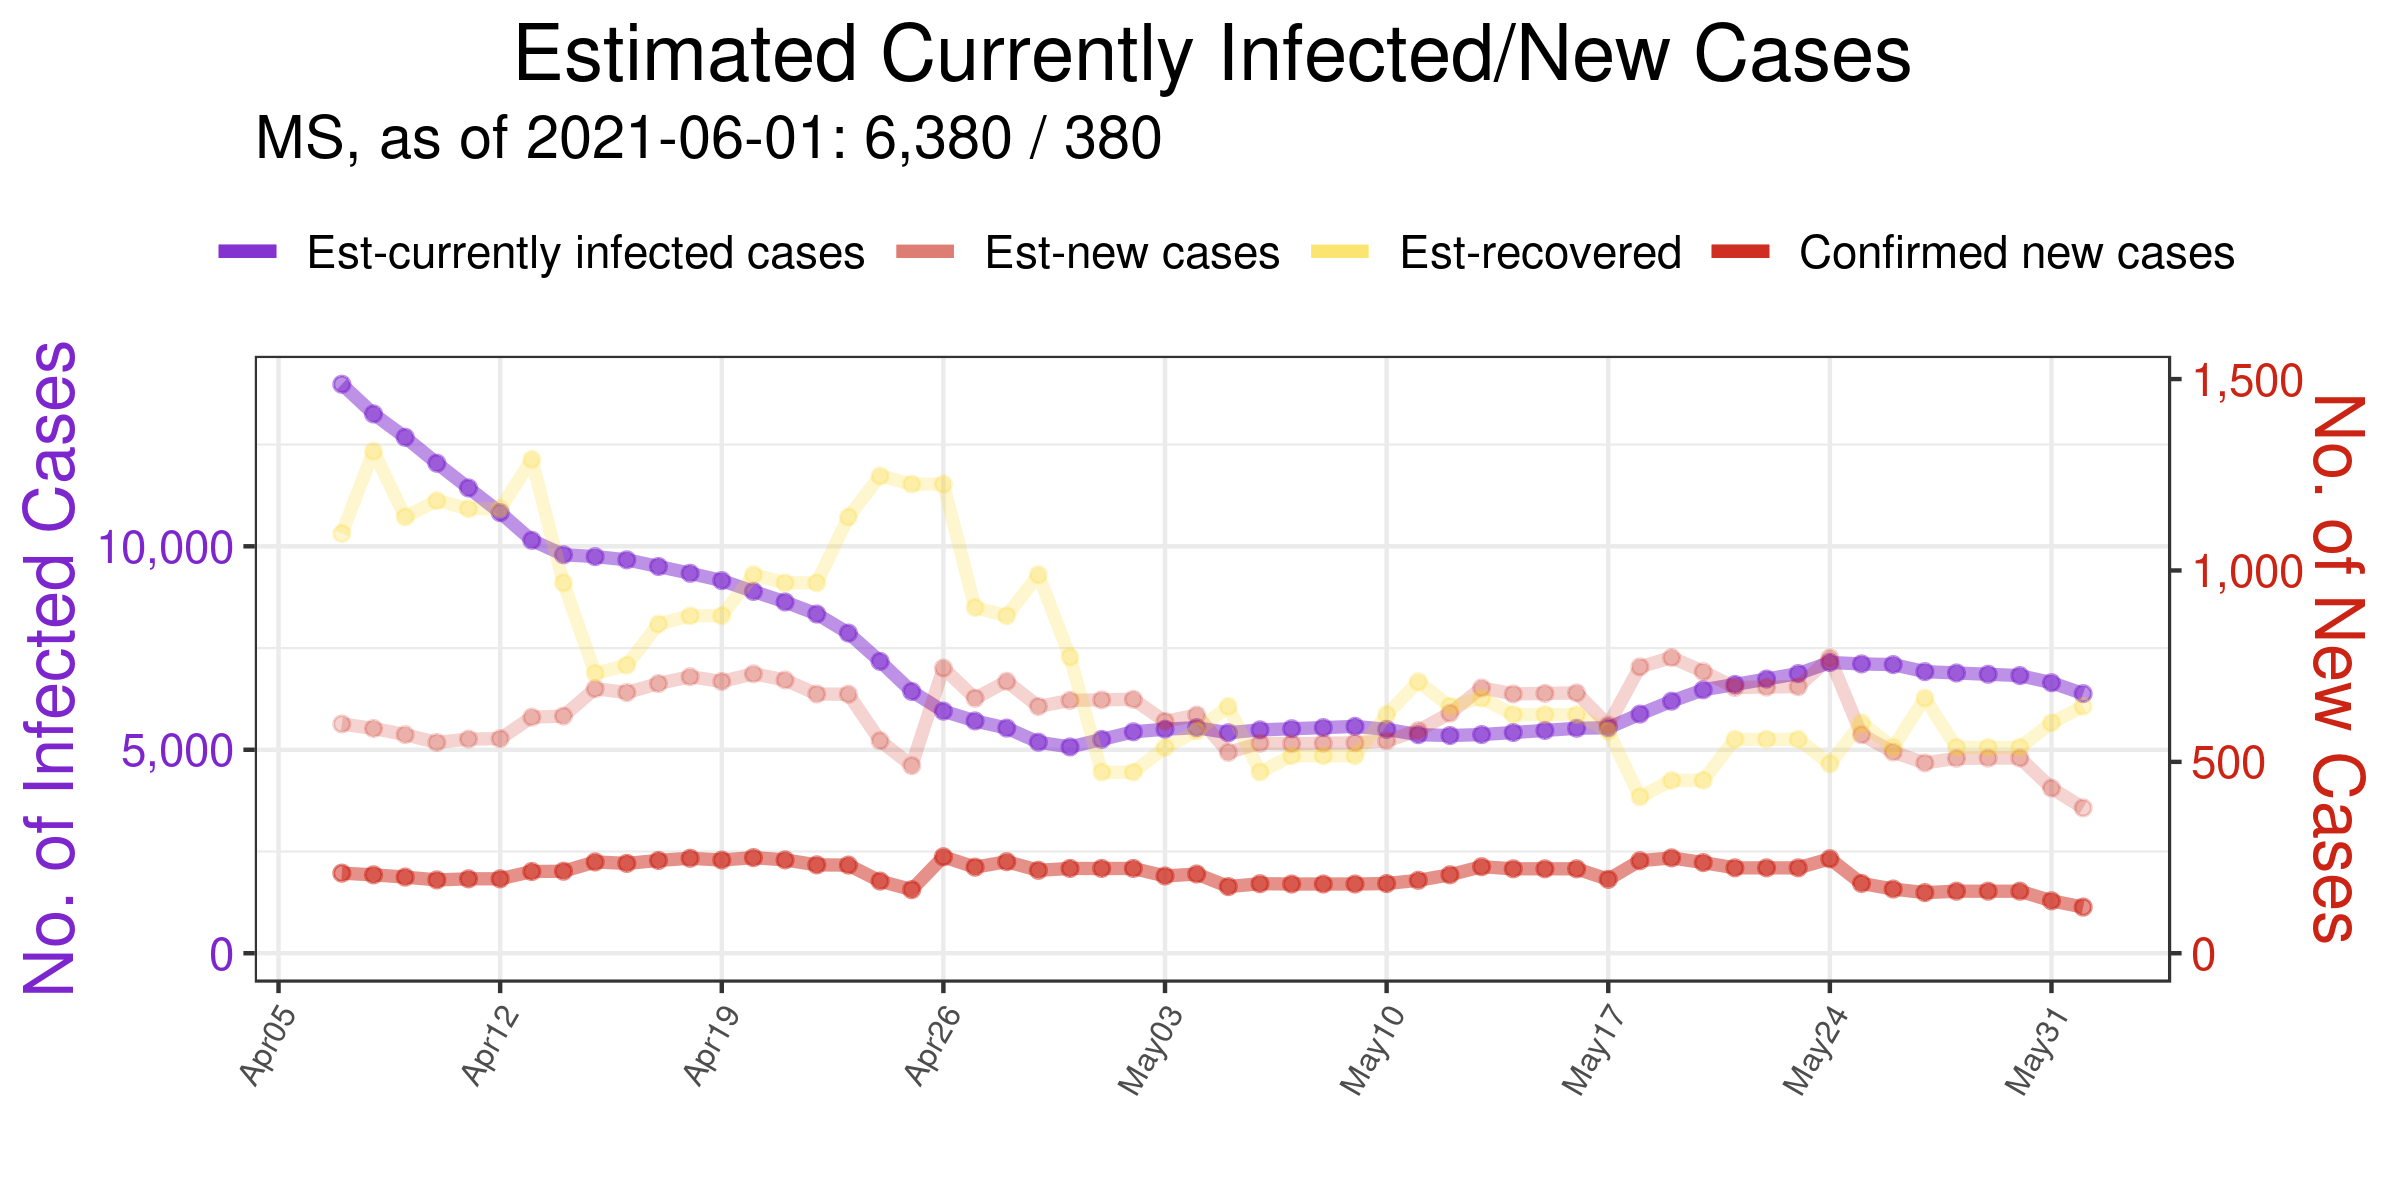 Estimated Currently Infected/New Cases
MS, as of 2021-06-01: 6,380 / 380
Est-currently infected cases Est-new cases Est-recovered Confirmed new cases
No. of Infected Cases
10,000
5,000
0
1,500
1,000
500
0
No. of New Cases
Apr05 Apr12 Apr19 Apr26 May03 May10 May17 May24 May31